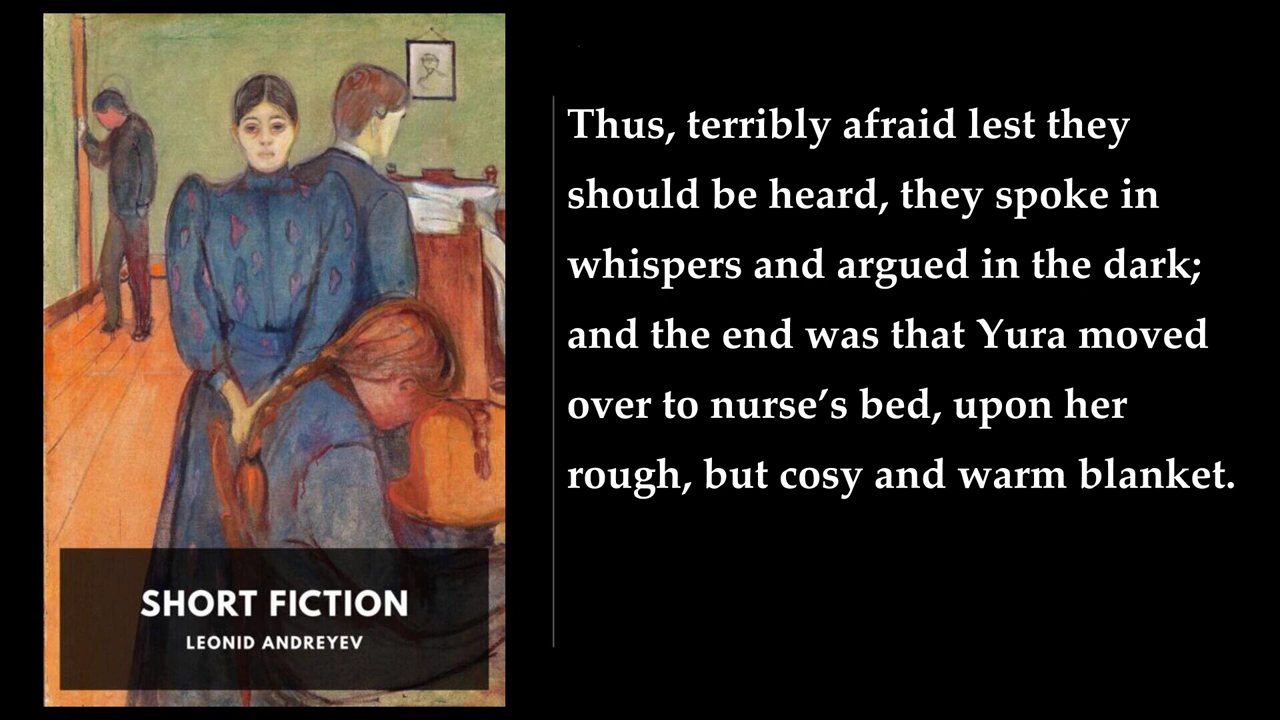 SHORT FICTION
LEONID ANDREYEV
Thus, terribly afraid lest they
should be heard, they spoke in
whispers and argued in the dark;
and the end was that Yura moved
over to nurse’s bed, upon her
rough, but cosy and warm blanket.